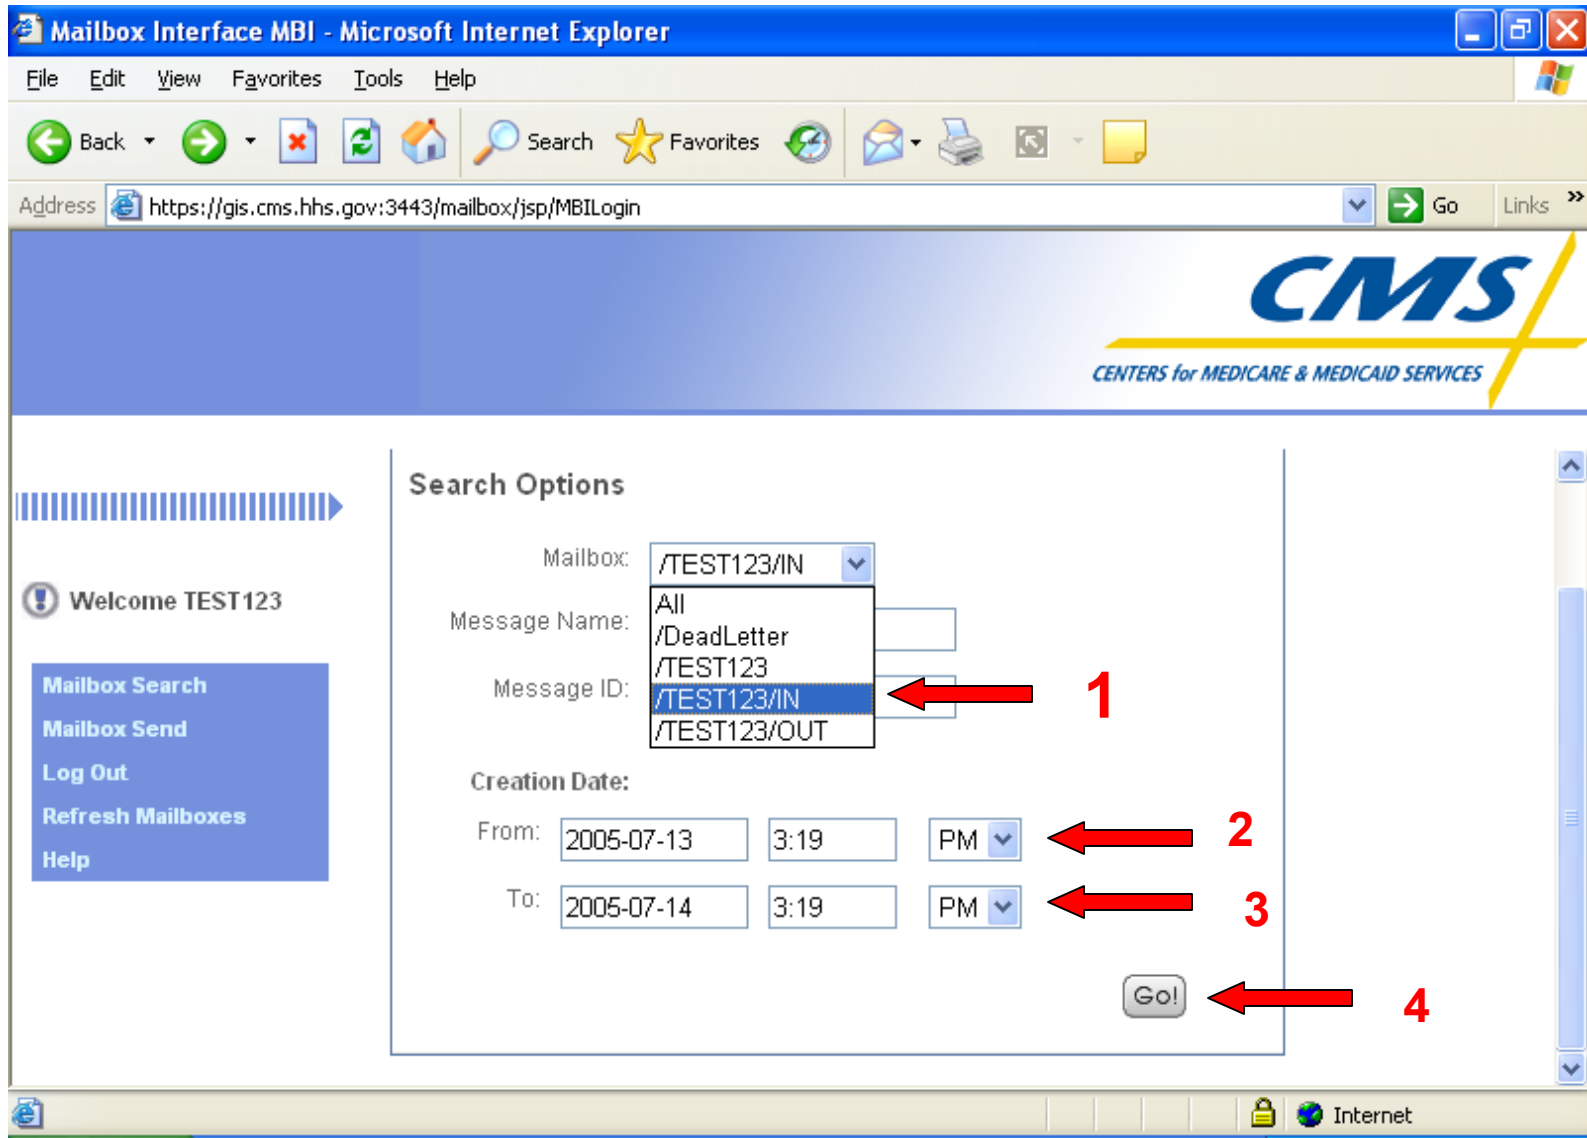 Mailbox Interface MBI - Microsoft Internet Explorer
File Edit View Favorites Tools Help
Back Search Favorites
Address https://gis.cms.hhs.gov:3443/mailbox/jsp/MBILogin Go Links »
CMS
CENTERS for MEDICARE & MEDICAID SERVICES
Search Options
Mailbox: /TEST123/IN
All
Message Name:
/DeadLetter
/TEST123
Message ID:
/TEST123/IN 1
/TEST123/OUT
Welcome TEST123
Mailbox Search
Mailbox Send
Log Out
Refresh Mailboxes
Help
Creation Date:
From: 2005-07-13 3:19 PM 2
To: 2005-07-14 3:19 PM 3
Go! 4
Internet